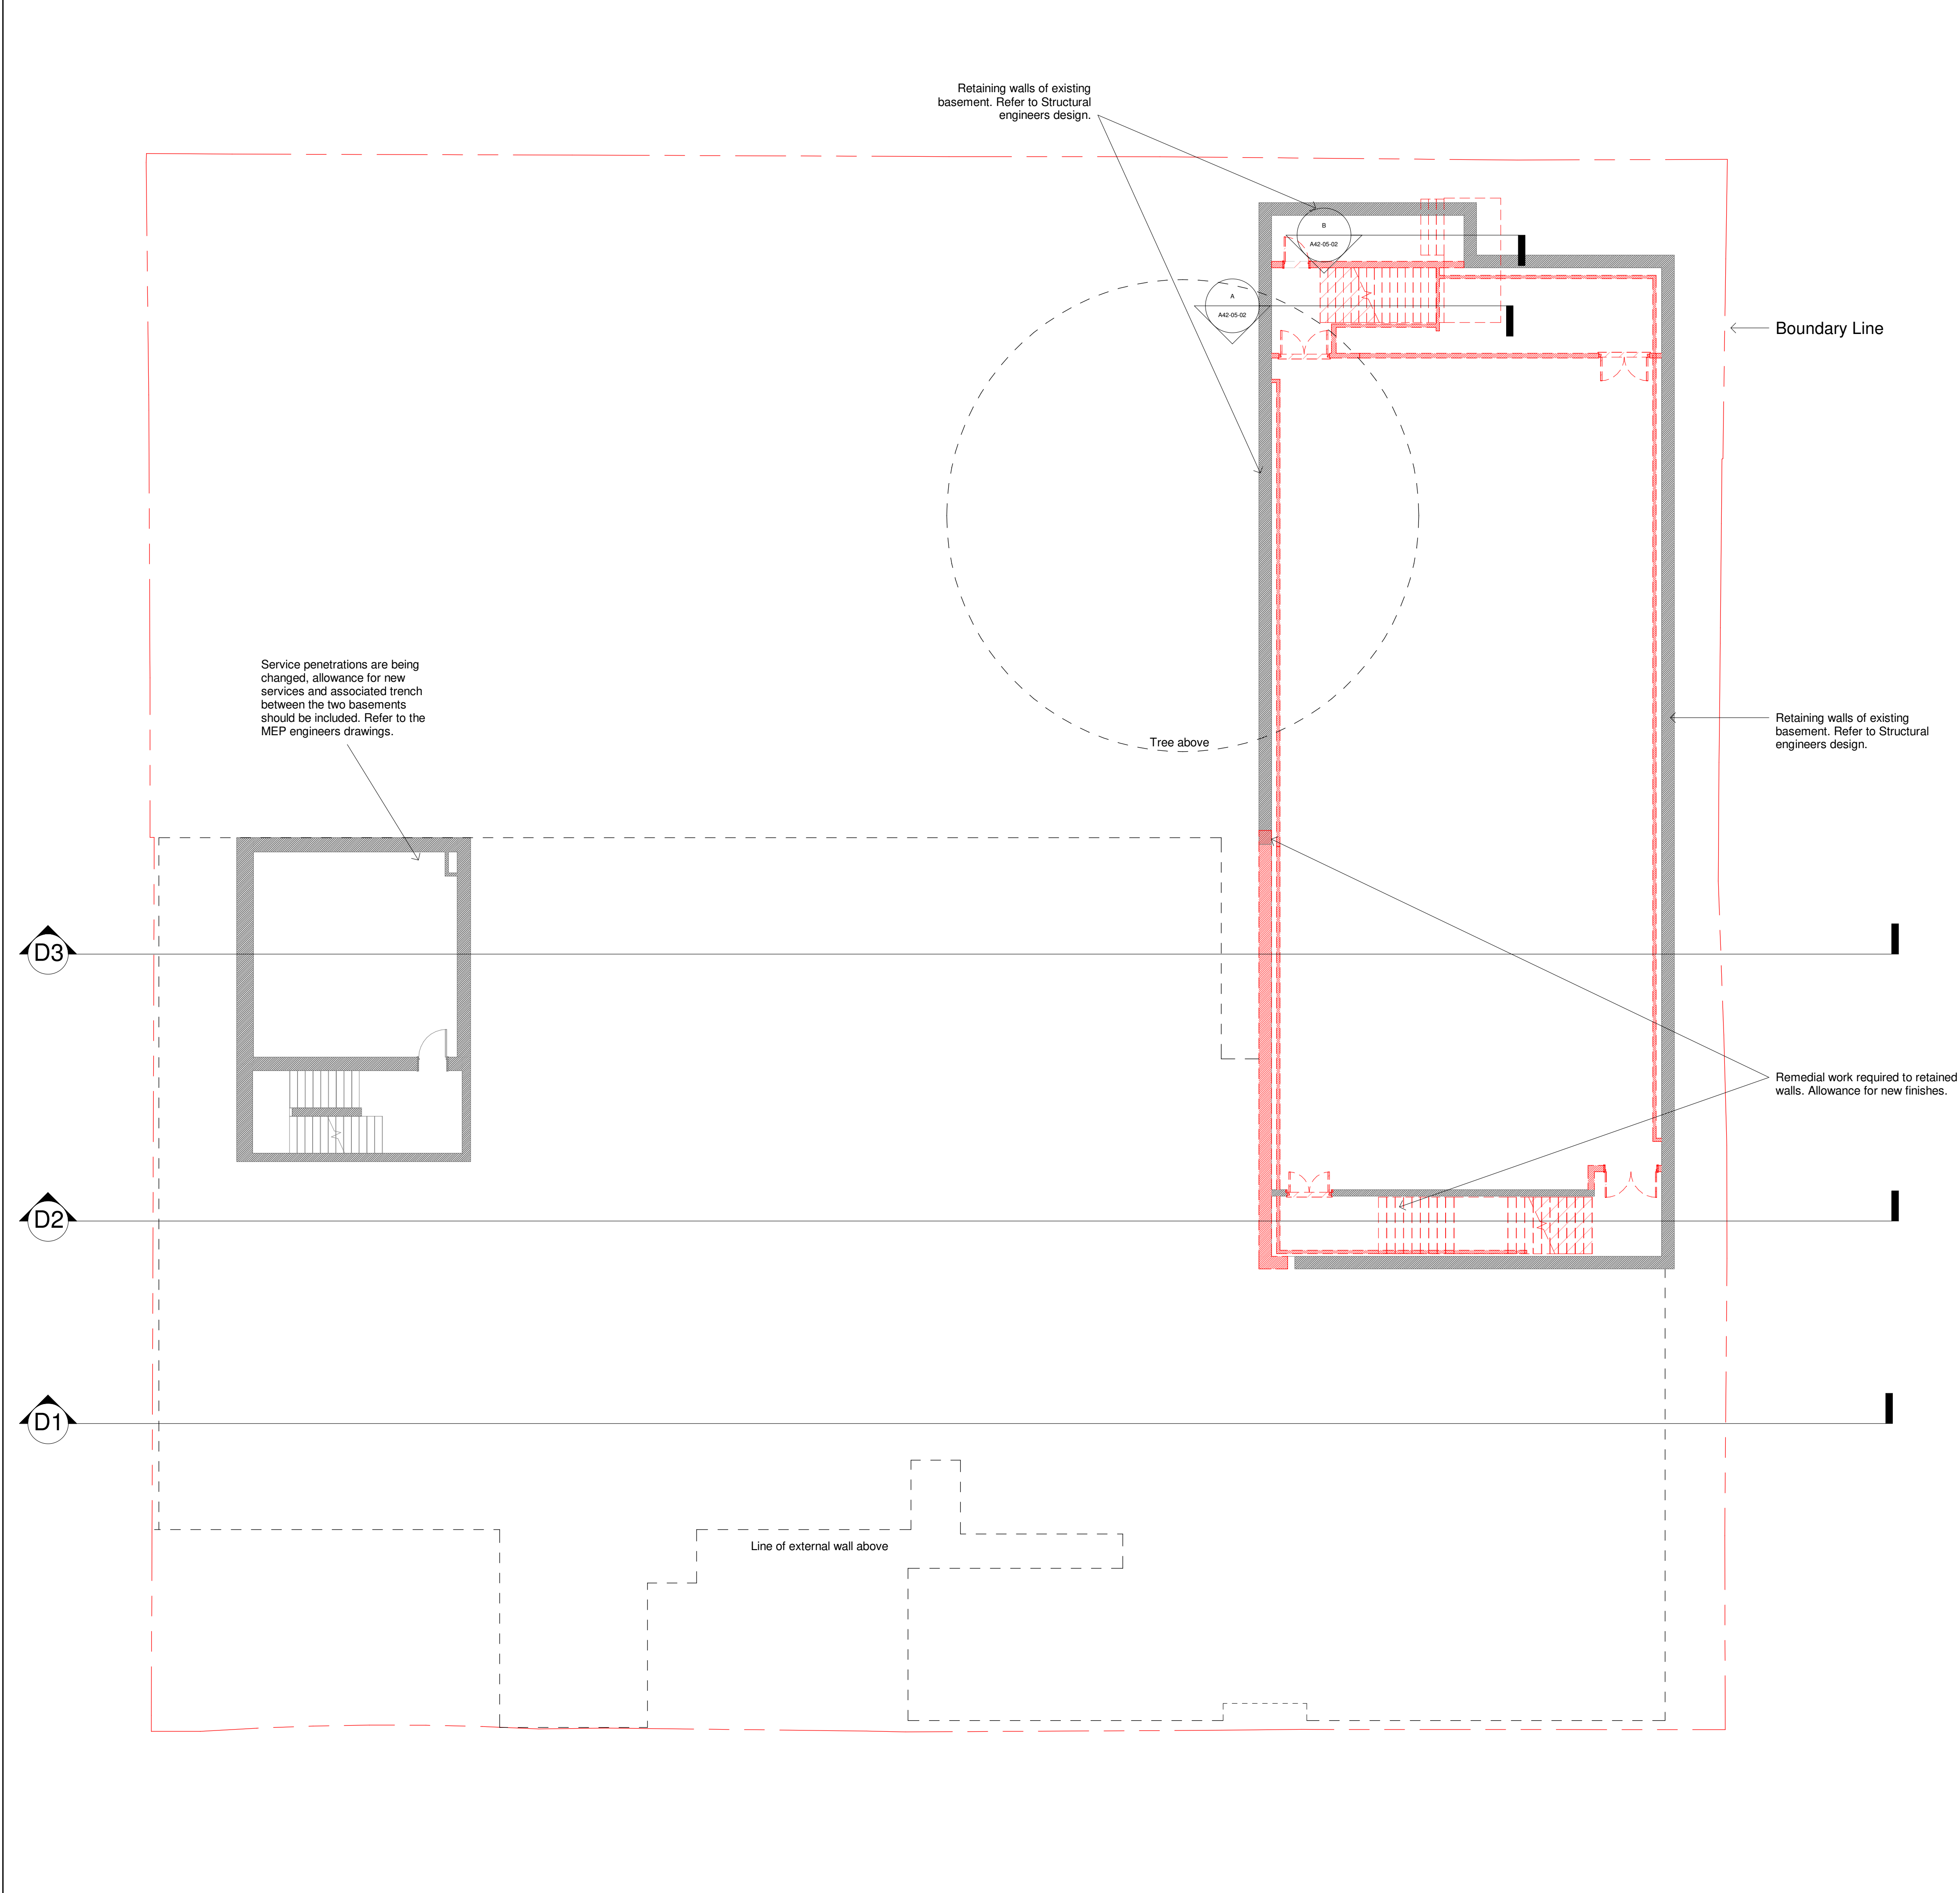 Retaining walls of existing
basement. Refer to Structural
engineers design.
B
A42-05-02
A
A42-05-02
Boundary Line
Service penetrations are being
changed, allowance for new
services and associated trench
between the two basements
should be included. Refer to the
MEP engineers drawings.
Retaining walls of existing
basement. Refer to Structural
engineers design.
Tree above
D3
Remedial work required to retained
walls. Allowance for new finishes.
D2
D1
Line of external wall above